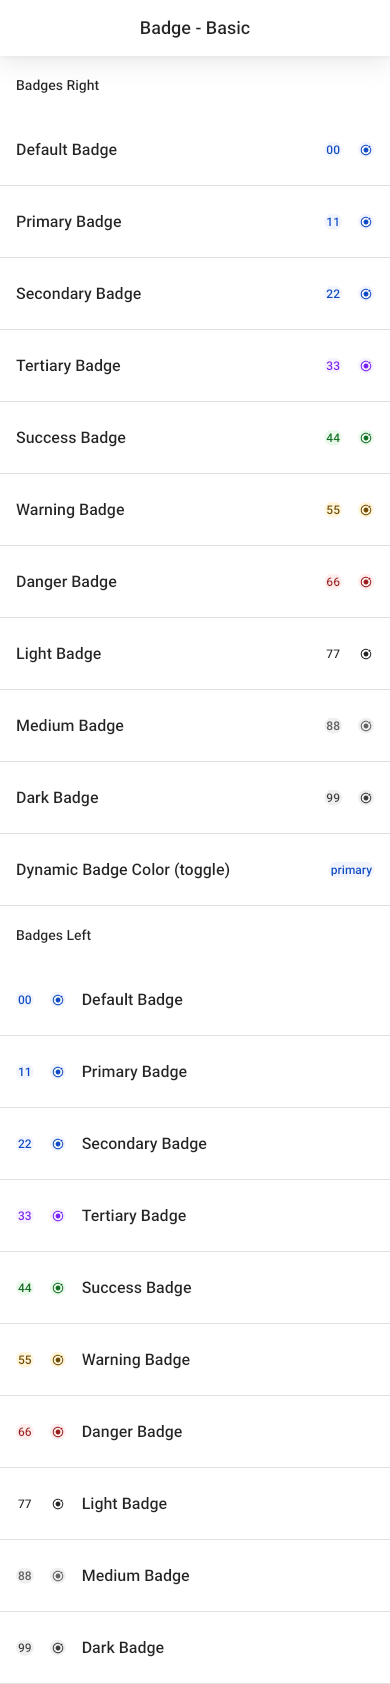 Badge - Basic
Badges Right
Default Badge 00
Primary Badge 11
Secondary Badge 22
Tertiary Badge 33
Success Badge 44
Warning Badge 55
Danger Badge 66
Light Badge 77
Medium Badge 88
Dark Badge 99
Dynamic Badge Color (toggle) primary
Badges Left
00 Default Badge
11 Primary Badge
22 Secondary Badge
33 Tertiary Badge
44 Success Badge
55 Warning Badge
66 Danger Badge
77 Light Badge
88 Medium Badge
99 Dark Badge